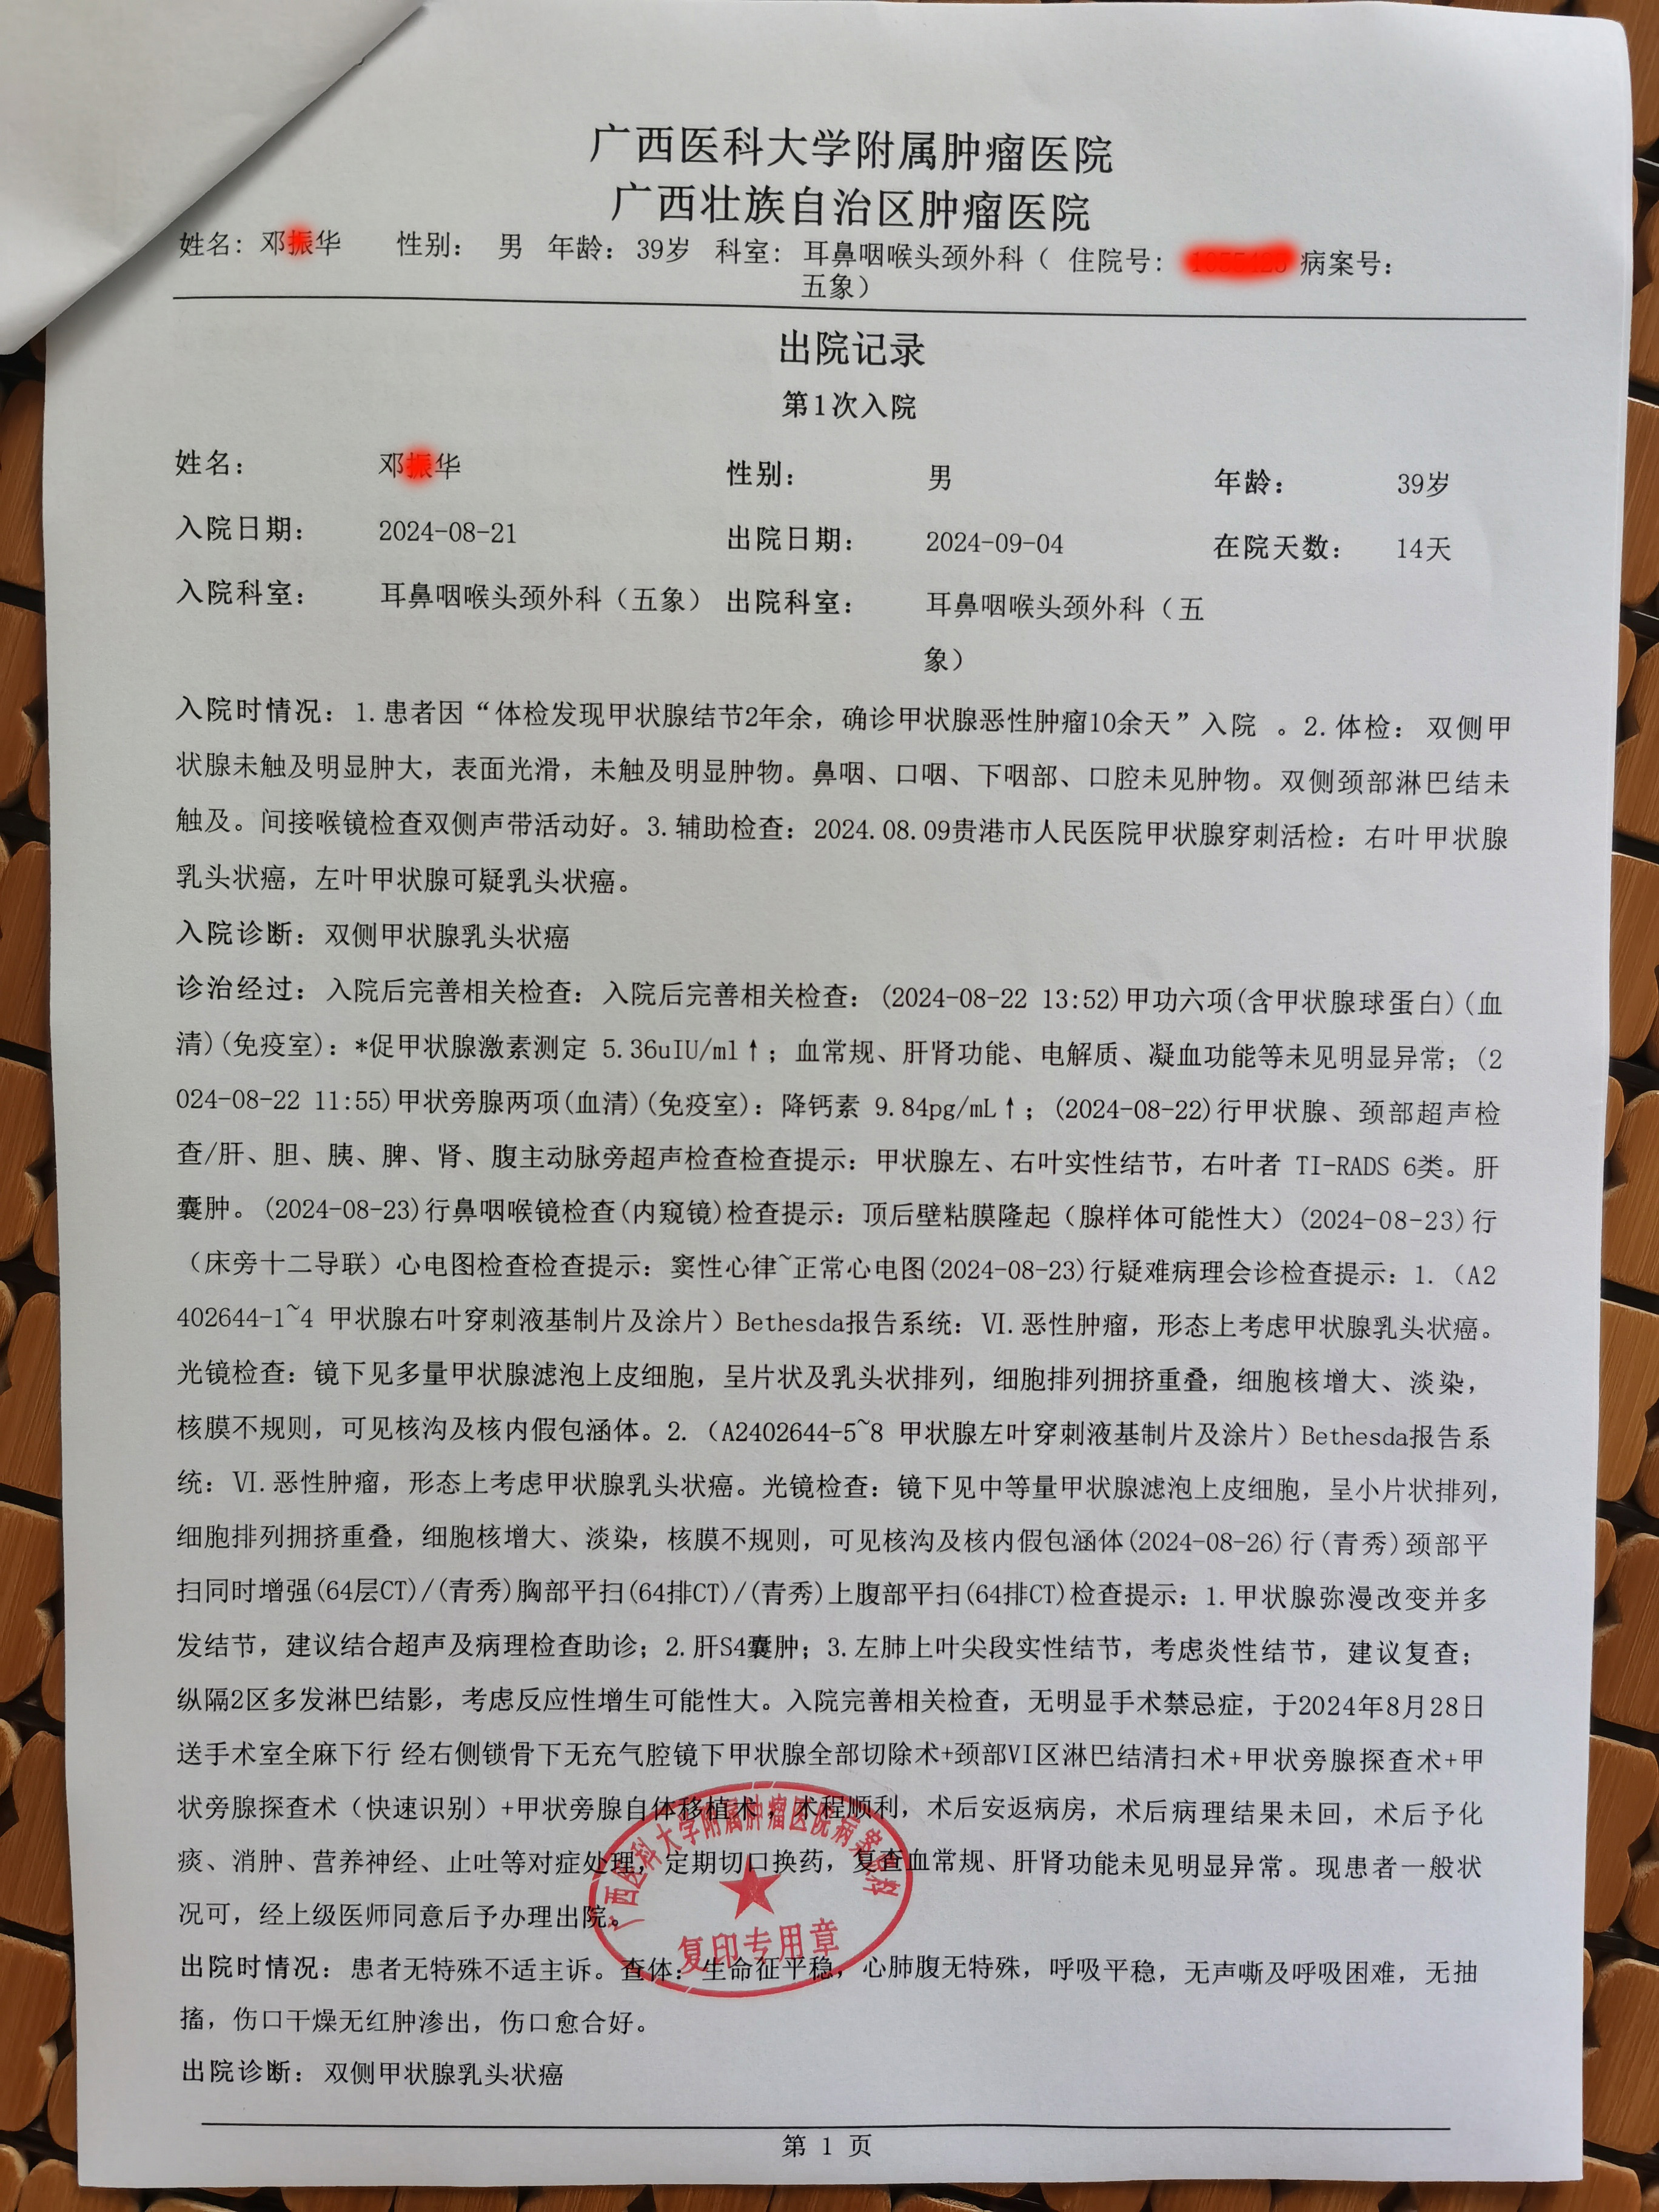 广西医科大学附属肿瘤医院
广西壮族自治区肿瘤医院
姓名: 邓振华 性别: 男 年龄: 39岁 科室: 耳鼻咽喉头颈外科( 住院号: 病案号:
五象)
出院记录
第1次入院
姓名: 邓振华 性别: 男 年龄: 39岁
入院日期: 2024-08-21 出院日期: 2024-09-04 在院天数: 14天
入院科室: 耳鼻咽喉头颈外科（五象） 出院科室: 耳鼻咽喉头颈外科（五
象）
入院时情况: 1.患者因“体检发现甲状腺结节2年余，确诊甲状腺恶性肿瘤10余天”入院 。2.体检: 双侧甲
状腺未触及明显肿大，表面光滑，未触及明显肿物。鼻咽、口咽、下咽部、口腔未见肿物。双侧颈部淋巴结未
触及。间接喉镜检查双侧声带活动好。3.辅助检查: 2024.08.09贵港市人民医院甲状腺穿刺活检: 右叶甲状腺
乳头状癌，左叶甲状腺可疑乳头状癌。
入院诊断: 双侧甲状腺乳头状癌
诊治经过: 入院后完善相关检查: 入院后完善相关检查: (2024-08-22 13:52)甲功六项(含甲状腺球蛋白)(血
清)(免疫室): *促甲状腺激素测定 5.36uIU/ml↑; 血常规、肝肾功能、电解质、凝血功能等未见明显异常; (2
024-08-22 11:55)甲状旁腺两项(血清)(免疫室): 降钙素 9.84pg/mL↑; (2024-08-22)行甲状腺、颈部超声检
查/肝、胆、胰、脾、肾、腹主动脉旁超声检查检查提示: 甲状腺左、右叶实性结节，右叶者 TI-RADS 6类。肝
囊肿。(2024-08-23)行鼻咽喉镜检查(内窥镜)检查提示: 顶后壁粘膜隆起（腺样体可能性大）(2024-08-23)行
（床旁十二导联）心电图检查检查提示: 窦性心律~正常心电图(2024-08-23)行疑难病理会诊检查提示: 1.（A2
402644-1~4 甲状腺右叶穿刺液基制片及涂片）Bethesda报告系统: Ⅵ.恶性肿瘤，形态上考虑甲状腺乳头状癌。
光镜检查: 镜下见多量甲状腺滤泡上皮细胞，呈片状及乳头状排列，细胞排列拥挤重叠，细胞核增大、淡染，
核膜不规则，可见核沟及核内假包涵体。2.（A2402644-5~8 甲状腺左叶穿刺液基制片及涂片）Bethesda报告系
统: Ⅵ.恶性肿瘤，形态上考虑甲状腺乳头状癌。光镜检查: 镜下见中等量甲状腺滤泡上皮细胞，呈小片状排列，
细胞排列拥挤重叠，细胞核增大、淡染，核膜不规则，可见核沟及核内假包涵体(2024-08-26)行(青秀)颈部平
扫同时增强(64层CT)/(青秀)胸部平扫(64排CT)/(青秀)上腹部平扫(64排CT)检查提示: 1.甲状腺弥漫改变并多
发结节，建议结合超声及病理检查助诊; 2.肝S4囊肿; 3.左肺上叶尖段实性结节，考虑炎性结节，建议复查;
纵隔2区多发淋巴结影，考虑反应性增生可能性大。入院完善相关检查，无明显手术禁忌症，于2024年8月28日
送手术室全麻下行 经右侧锁骨下无充气腔镜下甲状腺全部切除术+颈部VI区淋巴结清扫术+甲状旁腺探查术+甲
状旁腺探查术（快速识别）+甲状旁腺自体移植术 ，术程顺利，术后安返病房，术后病理结果未回，术后予化
痰、消肿、营养神经、止吐等对症处理，定期切口换药，复查血常规、肝肾功能未见明显异常。现患者一般状
况可，经上级医师同意后予办理出院。
广西医科大学附属肿瘤医院病案
复印专用章
出院时情况: 患者无特殊不适主诉。查体: 生命征平稳，心肺腹无特殊，呼吸平稳，无声嘶及呼吸困难，无抽
搐，伤口干燥无红肿渗出，伤口愈合好。
出院诊断: 双侧甲状腺乳头状癌
第 1 页